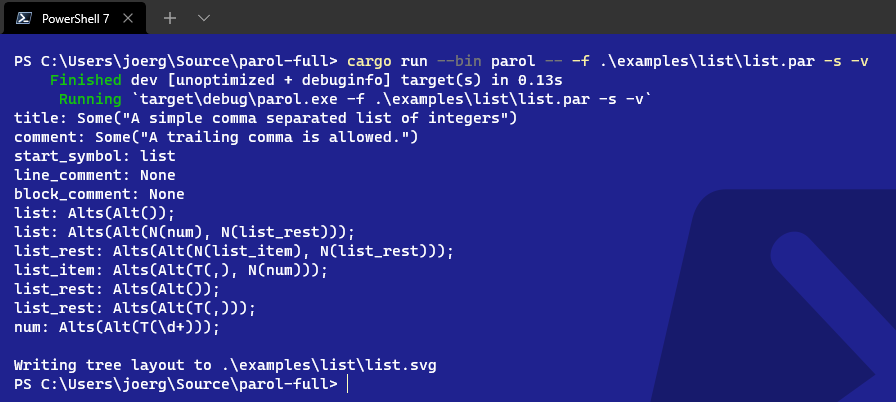 PowerShell 7
PS C:\Users\joerg\Source\parol-full> cargo run --bin parol -- -f .\examples\list\list.par -s -v
    Finished dev [unoptimized + debuginfo] target(s) in 0.13s
     Running `target\debug\parol.exe -f .\examples\list\list.par -s -v`
title: Some("A simple comma separated list of integers")
comment: Some("A trailing comma is allowed.")
start_symbol: list
line_comment: None
block_comment: None
list: Alts(Alt());
list: Alts(Alt(N(num), N(list_rest)));
list_rest: Alts(Alt(N(list_item), N(list_rest)));
list_item: Alts(Alt(T(,), N(num)));
list_rest: Alts(Alt());
list_rest: Alts(Alt(T(,)));
num: Alts(Alt(T(\d+)));

Writing tree layout to .\examples\list\list.svg
PS C:\Users\joerg\Source\parol-full>